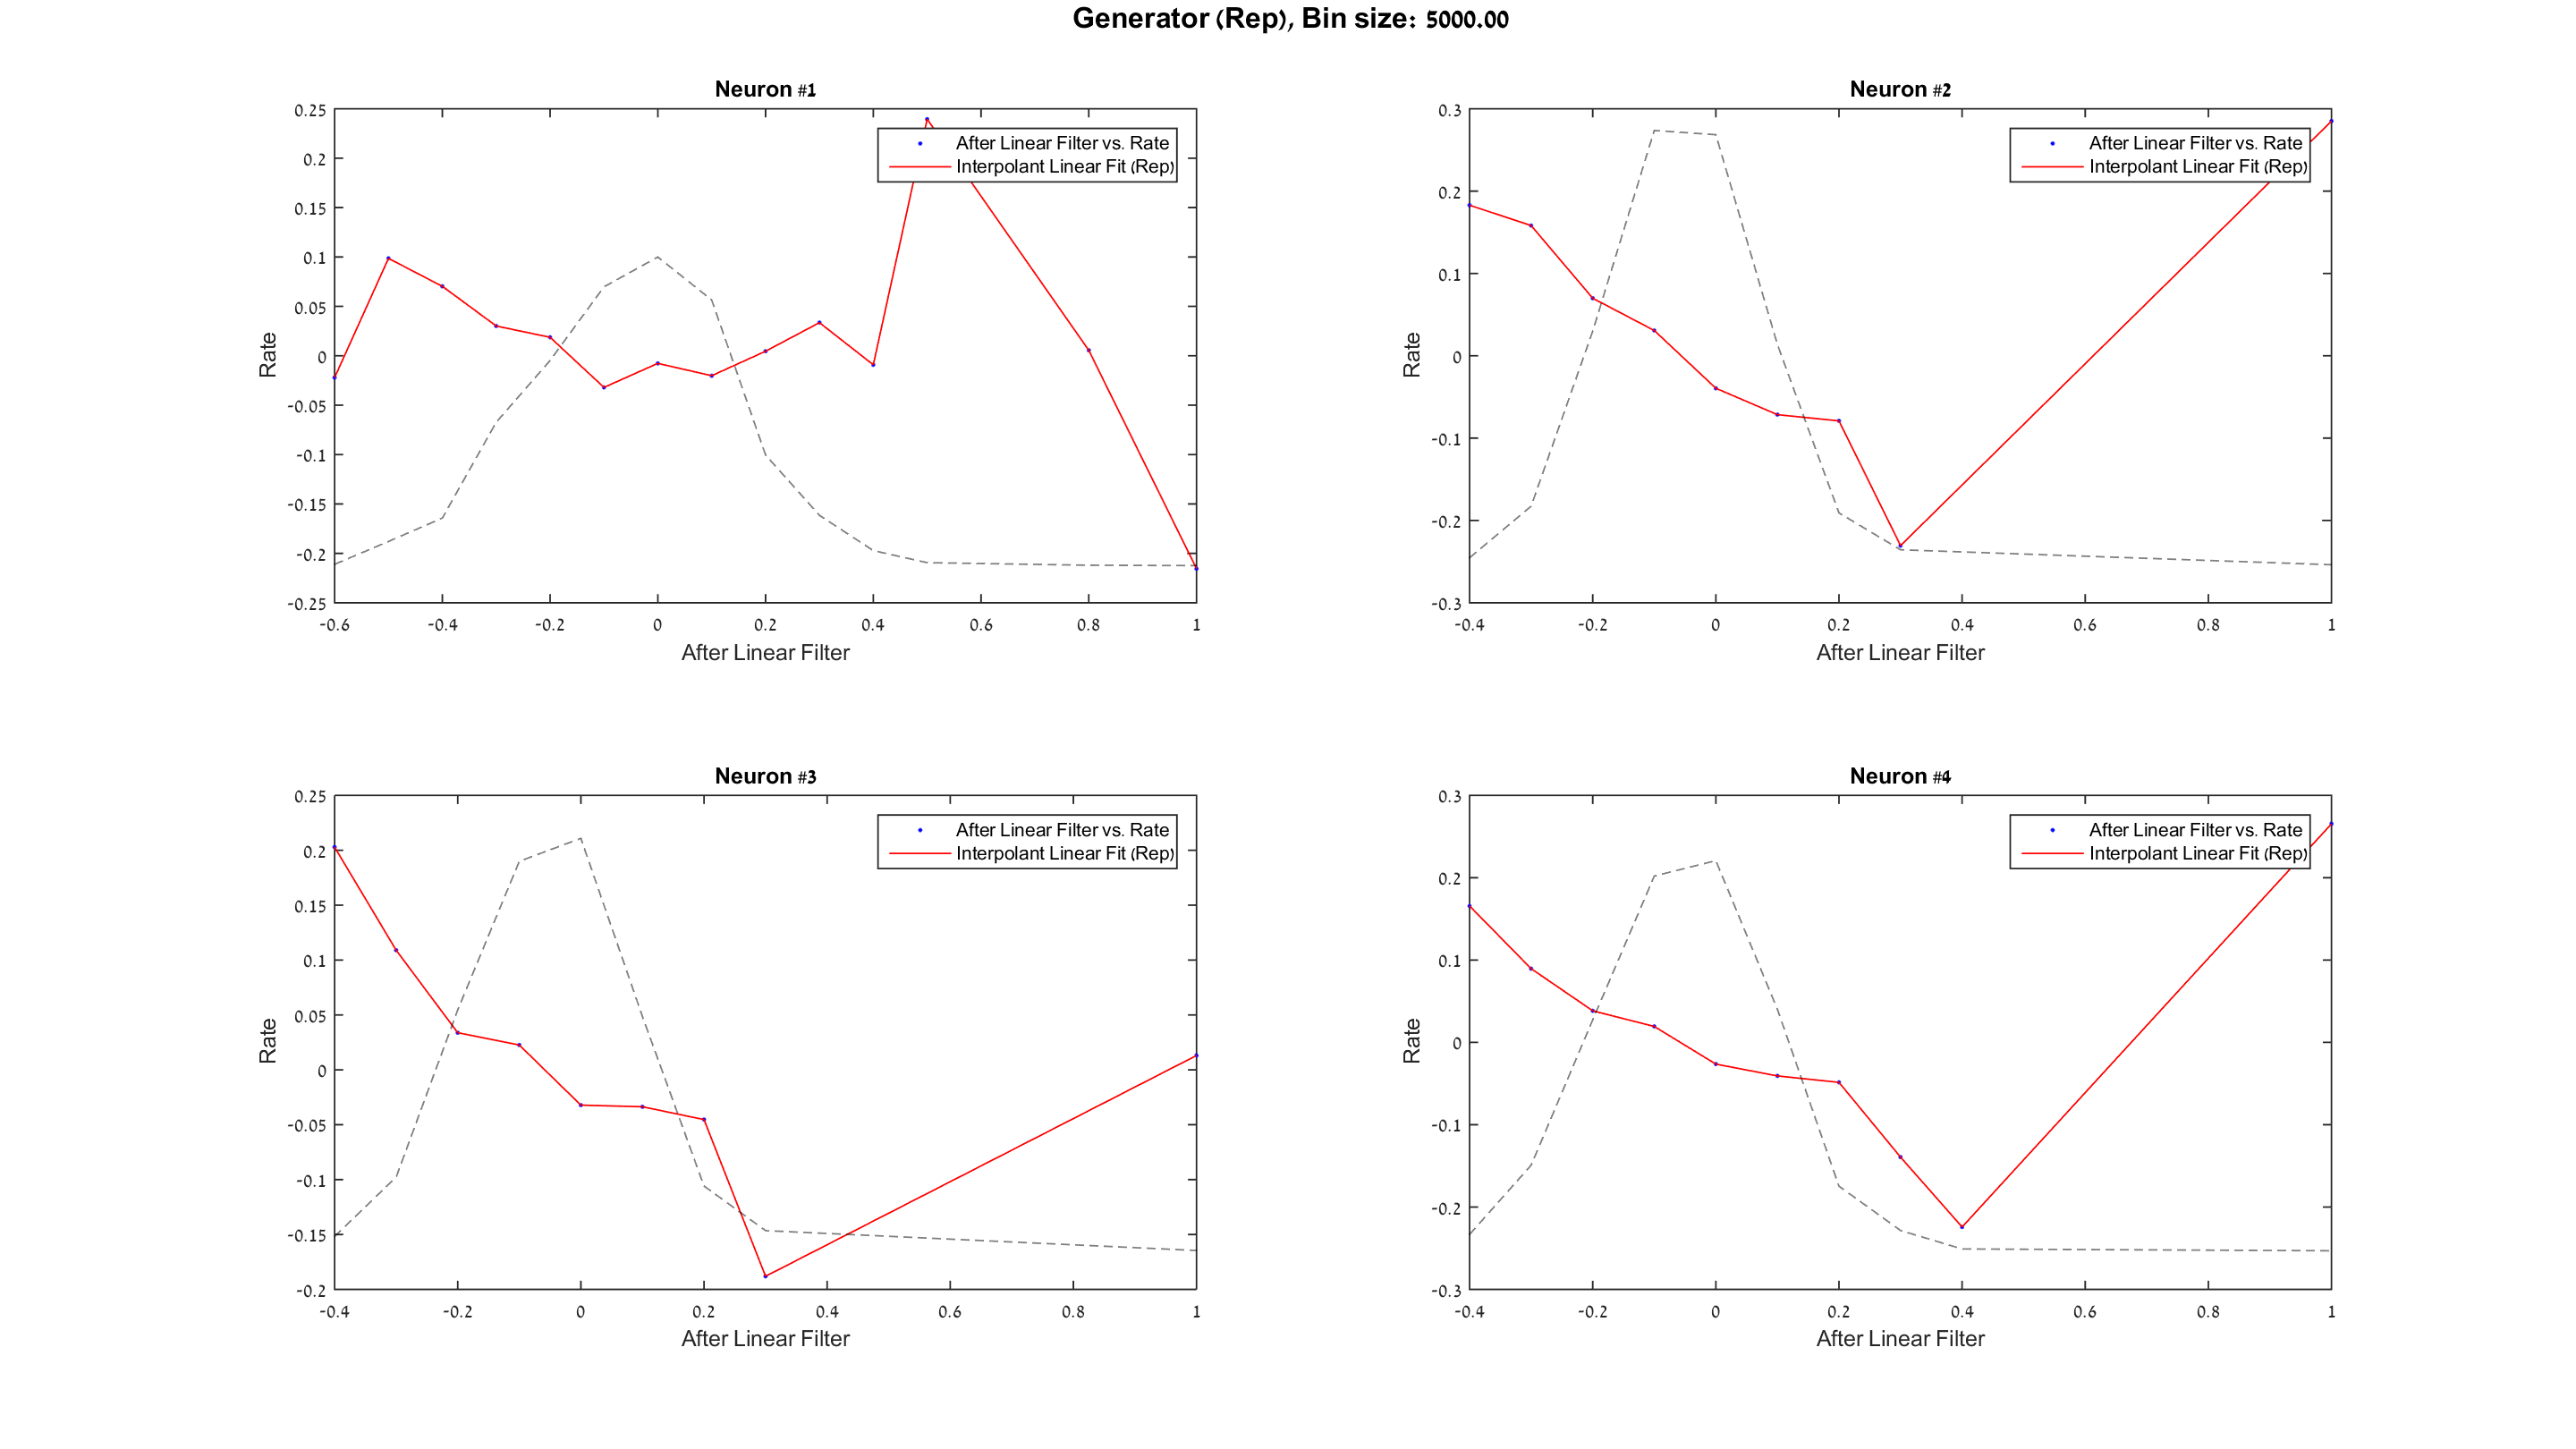 Generator (Rep), Bin size: 5000.00
Neuron #1
0.25
0.2
0.15
0.1
0.05
0
-0.05
-0.1
-0.15
-0.2
-0.25
Rate
After Linear Filter vs. Rate
Interpolant Linear Fit (Rep)
-0.6 -0.4 -0.2 0 0.2 0.4 0.6 0.8 1
After Linear Filter
Neuron #2
0.3
0.2
0.1
0
-0.1
-0.2
-0.3
Rate
After Linear Filter vs. Rate
Interpolant Linear Fit (Rep)
-0.4 -0.2 0 0.2 0.4 0.6 0.8 1
After Linear Filter
Neuron #3
0.25
0.2
0.15
0.1
0.05
0
-0.05
-0.1
-0.15
-0.2
Rate
After Linear Filter vs. Rate
Interpolant Linear Fit (Rep)
-0.4 -0.2 0 0.2 0.4 0.6 0.8 1
After Linear Filter
Neuron #4
0.3
0.2
0.1
0
-0.1
-0.2
-0.3
Rate
After Linear Filter vs. Rate
Interpolant Linear Fit (Rep)
-0.4 -0.2 0 0.2 0.4 0.6 0.8 1
After Linear Filter